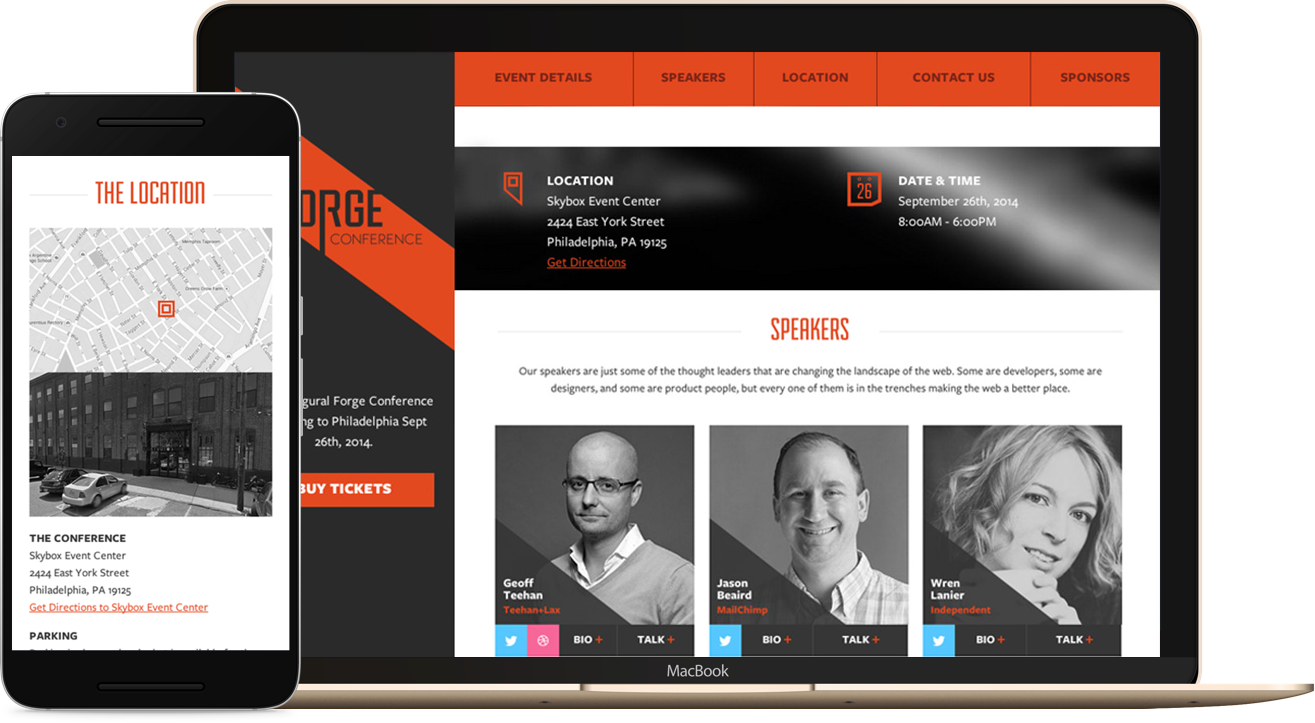 THE LOCATION
THE CONFERENCE
Skybox Event Center
2424 East York Street
Philadelphia, PA 19125
Get Directions to Skybox Event Center
PARKING
ORGE
CONFERENCE
gural Forge Conference
ng to Philadelphia Sept
26th, 2014.
BUY TICKETS
EVENT DETAILS SPEAKERS LOCATION CONTACT US SPONSORS
LOCATION
Skybox Event Center
2424 East York Street
Philadelphia, PA 19125
Get Directions
26
DATE & TIME
September 26th, 2014
8:00AM - 6:00PM
SPEAKERS
Our speakers are just some of the thought leaders that are changing the landscape of the web. Some are developers, some are
designers, and some are product people, but every one of them is in the trenches making the web a better place.
Geoff
Teehan
Teehan+Lax
BIO + TALK +
Jason
Beaird
MailChimp
BIO + TALK +
Wren
Lanier
Independent
BIO + TALK +
MacBook